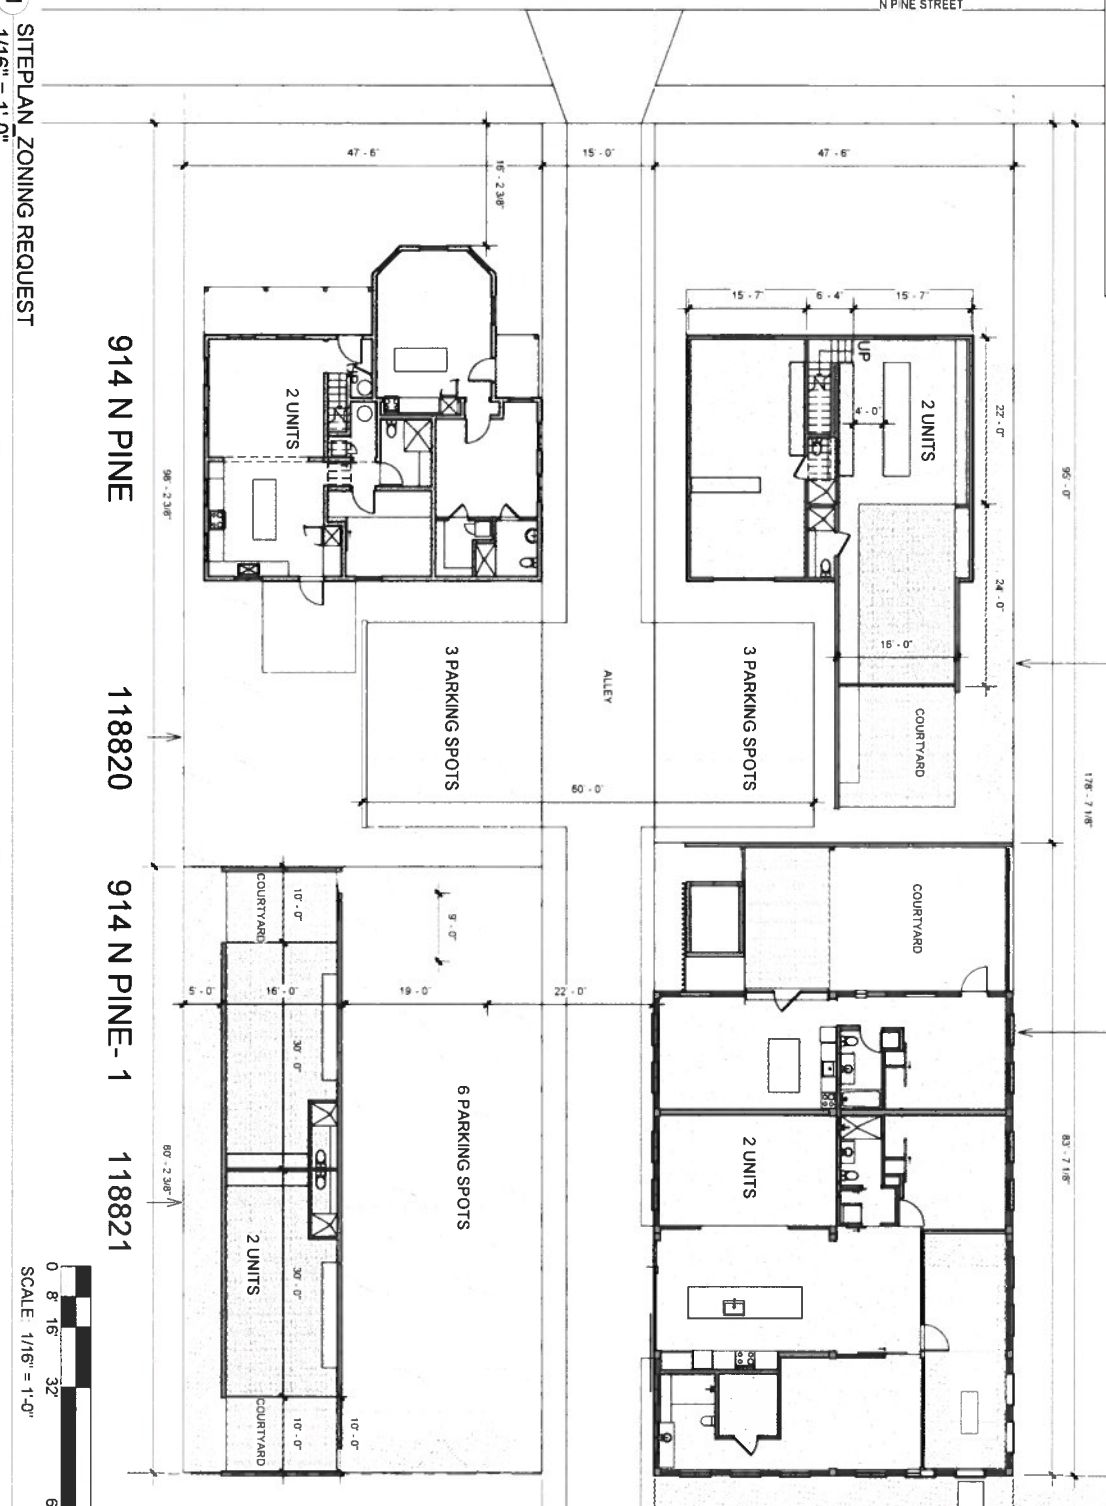 N PINE STREET
SITEPLAN_ZONING REQUEST
1/16" = 1'-0"
47' - 6"
15' - 0"
47' - 6"
16' - 2 3/8"
15' - 7"
6' - 4"
15' - 7"
UP
2 UNITS
4' - 0"
22' - 0"
95' - 0"
24' - 0"
16' - 0"
COURTYARD
178' - 7 1/8"
914 N PINE
2 UNITS
98' - 2 3/8"
118820
3 PARKING SPOTS
ALLEY
3 PARKING SPOTS
60' - 0"
914 N PINE- 1
118821
COURTYARD
10' - 0"
9' - 0"
COURTYARD
5' - 0"
16' - 0"
19' - 0"
22' - 0"
30' - 0"
6 PARKING SPOTS
2 UNITS
83' - 7 1/8"
80' - 2 3/8"
2 UNITS
30' - 0"
COURTYARD
10' - 0"
10' - 0"
0 8' 16' 32'
SCALE: 1/16" = 1'-0"